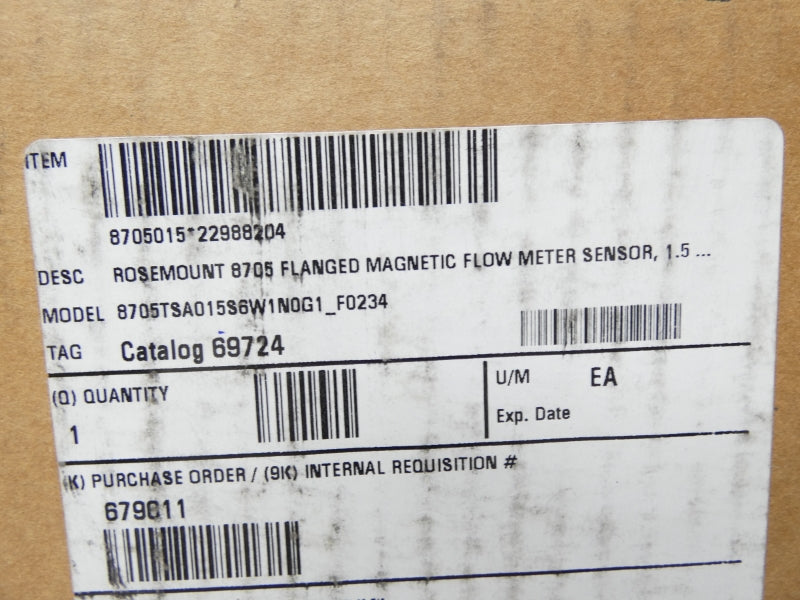 ITEM
8705015*22988204
DESC ROSEMOUNT 8705 FLANGED MAGNETIC FLOW METER SENSOR, 1.5 ...
MODEL 8705TSA015S6W1N0G1_F0234
TAG Catalog 69724
(Q) QUANTITY
1
U/M EA
Exp. Date
(K) PURCHASE ORDER / (9K) INTERNAL REQUISITION #